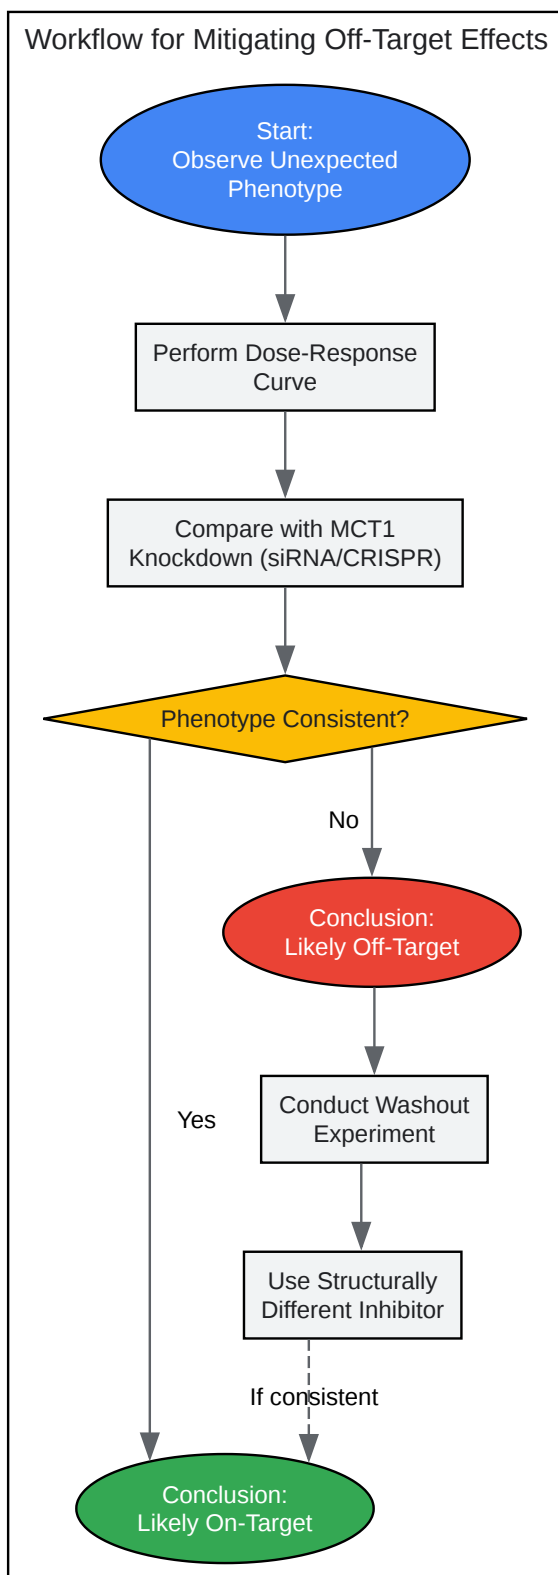 Workflow for Mitigating Off-Target Effects
Start:
Observe Unexpected
Phenotype
Perform Dose-Response
Curve
Compare with MCT1
Knockdown (siRNA/CRISPR)
Phenotype Consistent?
No
Conclusion:
Likely Off-Target
Yes
Conduct Washout
Experiment
Use Structurally
Different Inhibitor
If consistent
Conclusion:
Likely On-Target